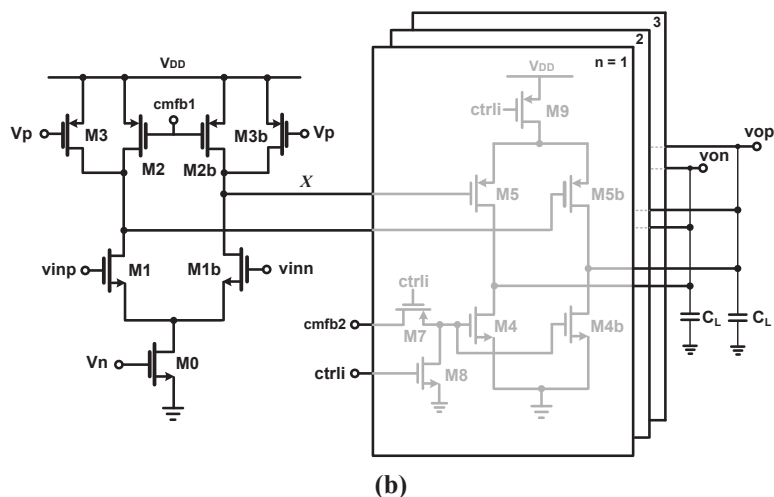 3
2
n = 1
VDD
VDD
cmfb1
ctrli
M9
Vp
M3
M3b
Vp
M2
M2b
vop
von
X
M5
M5b
vinp
M1
M1b
vinn
ctrli
cmfb2
M7
M4
M4b
CL
CL
Vn
M0
ctrli
M8
(b)